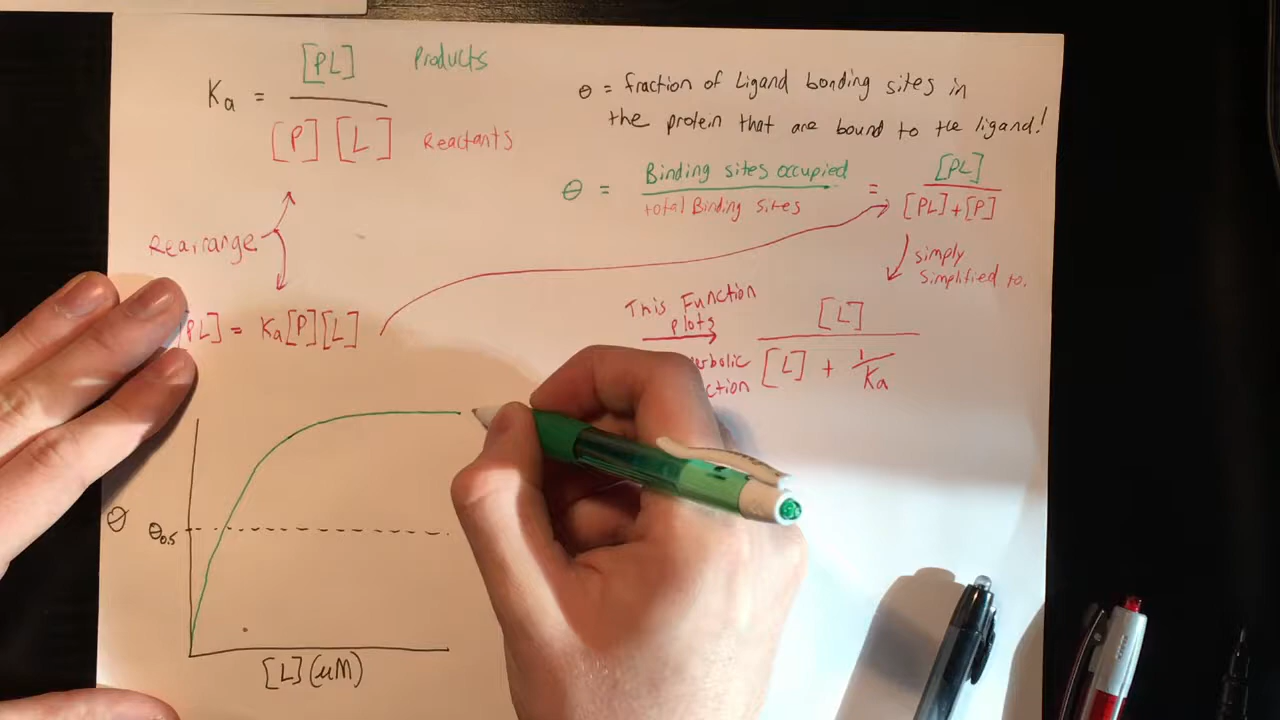 Ka = [PL] Products
[P][L] Reactants
Rearrange
PL] = Ka[P][L]
θ = fraction of Ligand bonding sites in
the protein that are bound to the ligand!
θ = Binding sites occupied = [PL]
total Binding sites [PL]+[P]
simply
simplified to.
This Function
plots
[L]
[L] + 1/Ka
θ
θ0.5
[L](uM)